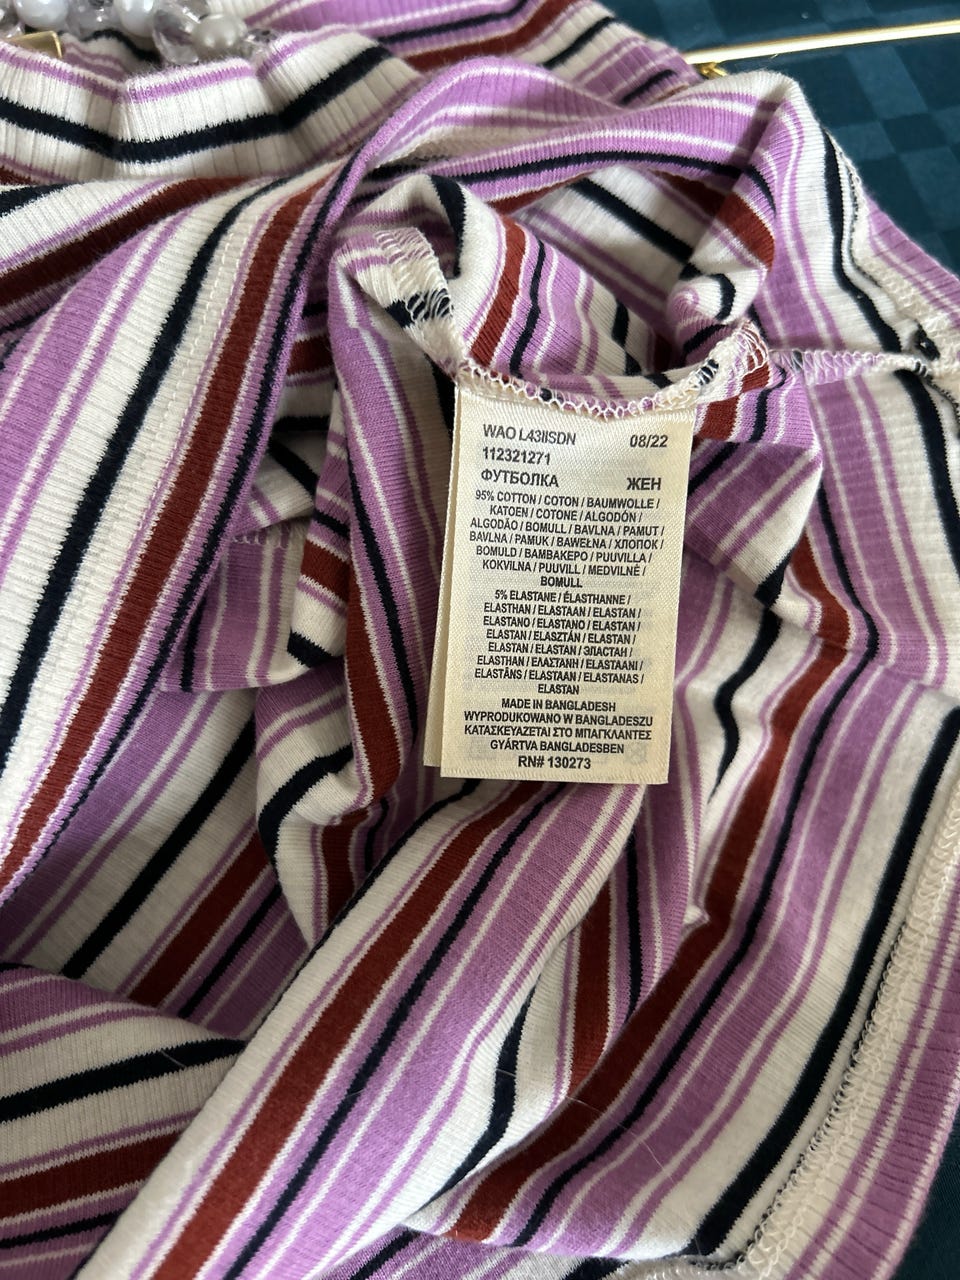 WAO L43IISDN 08/22
112321271
ФУТБОЛКА ЖЕН
95% COTTON / COTON / BAUMWOLLE /
KATOEN / COTONE / ALGODÓN /
ALGODÃO / BOMULL / BAVLNA / PAMUT /
BAVLNA / PAMUK / BAWEŁNA / ХЛОПОК /
BOMULD / ΒΑΜΒΑΚΕΡΟ / PUUVILLA /
KOKVILNA / PUUVILL / MEDVILNĖ /
BOMULL
5% ELASTANE / ÉLASTHANNE /
ELASTHAN / ELASTAAN / ELASTAN /
ELASTANO / ELASTANO / ELASTAN /
ELASTAN / ELASZTÁN / ELASTAN /
ELASTAN / ELASTAN / ЭЛАСТАН /
ELASTHAN / ΕΛΑΣΤΑΝΗ / ELASTAANI /
ELASTĀNS / ELASTAAN / ELASTANAS /
ELASTAN
MADE IN BANGLADESH
WYPRODUKOWANO W BANGLADESZU
ΚΑΤΑΣΚΕΥΑΖΕΤΑΙ ΣΤΟ ΜΠΑΓΚΛΑΝΤΕΣ
GYÁRTVA BANGLADESBEN
RN# 130273